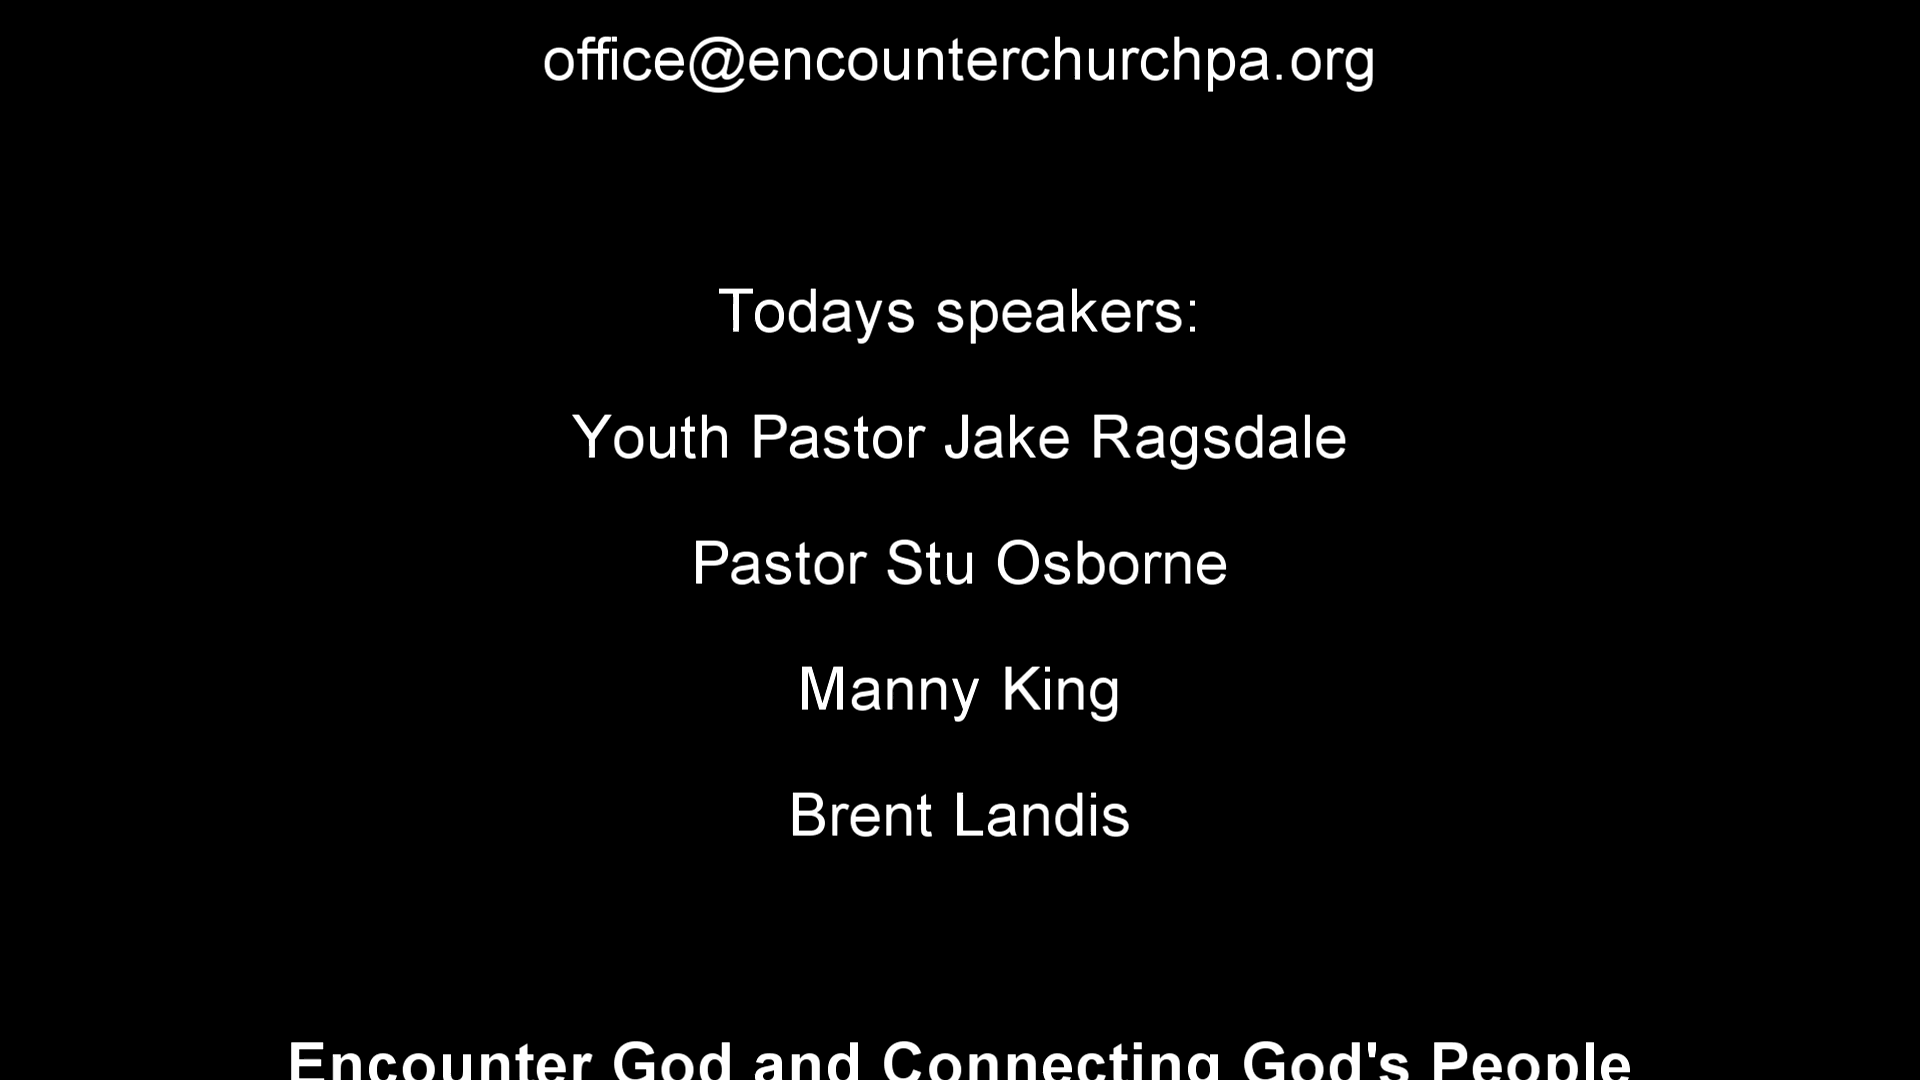 office@encounterchurchpa.org
Todays speakers:
Youth Pastor Jake Ragsdale
Pastor Stu Osborne
Manny King
Brent Landis
Encounter God and Connecting God's People